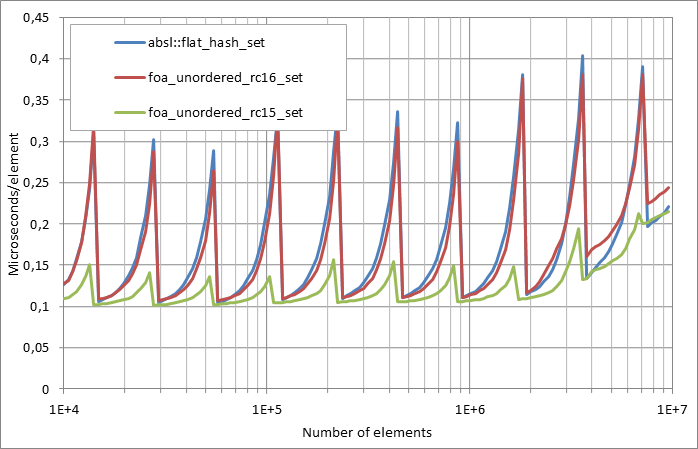 0,45
0,4
0,35
0,3
0,25
0,2
0,15
0,1
0,05
0
Microseconds/element
absl::flat_hash_set
foa_unordered_rc16_set
foa_unordered_rc15_set
1E+4 1E+5 1E+6 1E+7
Number of elements